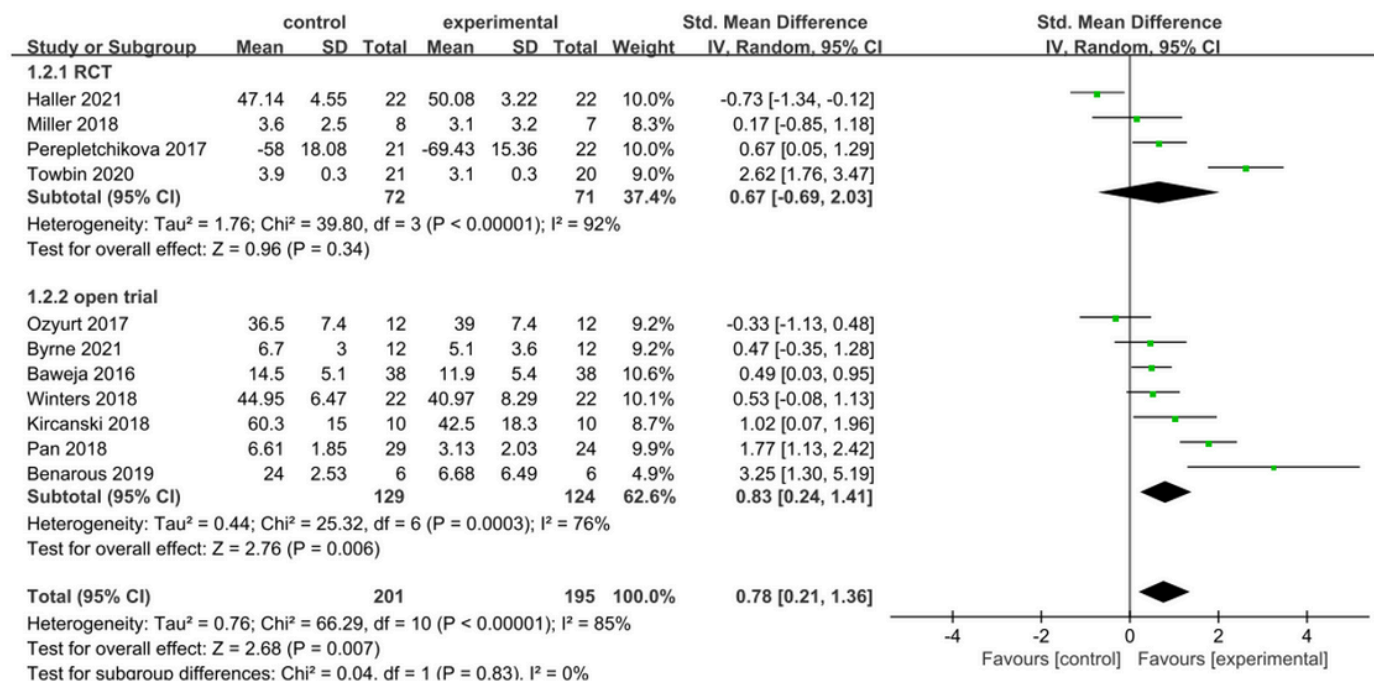 control experimental Std. Mean Difference Std. Mean Difference
Study or Subgroup Mean SD Total Mean SD Total Weight IV, Random, 95% CI IV, Random, 95% CI
1.2.1 RCT
Haller 2021 47.14 4.55 22 50.08 3.22 22 10.0% -0.73 [-1.34, -0.12]
Miller 2018 3.6 2.5 8 3.1 3.2 7 8.3% 0.17 [-0.85, 1.18]
Perepletchikova 2017 -58 18.08 21 -69.43 15.36 22 10.0% 0.67 [0.05, 1.29]
Towbin 2020 3.9 0.3 21 3.1 0.3 20 9.0% 2.62 [1.76, 3.47]
Subtotal (95% CI) 72 71 37.4% 0.67 [-0.69, 2.03]
Heterogeneity: Tau² = 1.76; Chi² = 39.80, df = 3 (P < 0.00001); I² = 92%
Test for overall effect: Z = 0.96 (P = 0.34)
1.2.2 open trial
Ozyurt 2017 36.5 7.4 12 39 7.4 12 9.2% -0.33 [-1.13, 0.48]
Byrne 2021 6.7 3 12 5.1 3.6 12 9.2% 0.47 [-0.35, 1.28]
Baweja 2016 14.5 5.1 38 11.9 5.4 38 10.6% 0.49 [0.03, 0.95]
Winters 2018 44.95 6.47 22 40.97 8.29 22 10.1% 0.53 [-0.08, 1.13]
Kircanski 2018 60.3 15 10 42.5 18.3 10 8.7% 1.02 [0.07, 1.96]
Pan 2018 6.61 1.85 29 3.13 2.03 24 9.9% 1.77 [1.13, 2.42]
Benarous 2019 24 2.53 6 6.68 6.49 6 4.9% 3.25 [1.30, 5.19]
Subtotal (95% CI) 129 124 62.6% 0.83 [0.24, 1.41]
Heterogeneity: Tau² = 0.44; Chi² = 25.32, df = 6 (P = 0.0003); I² = 76%
Test for overall effect: Z = 2.76 (P = 0.006)
Total (95% CI) 201 195 100.0% 0.78 [0.21, 1.36]
Heterogeneity: Tau² = 0.76; Chi² = 66.29, df = 10 (P < 0.00001); I² = 85%
Test for overall effect: Z = 2.68 (P = 0.007)
Test for subgroup differences: Chi² = 0.04, df = 1 (P = 0.83), I² = 0%
-4 -2 0 2 4
Favours [control] Favours [experimental]